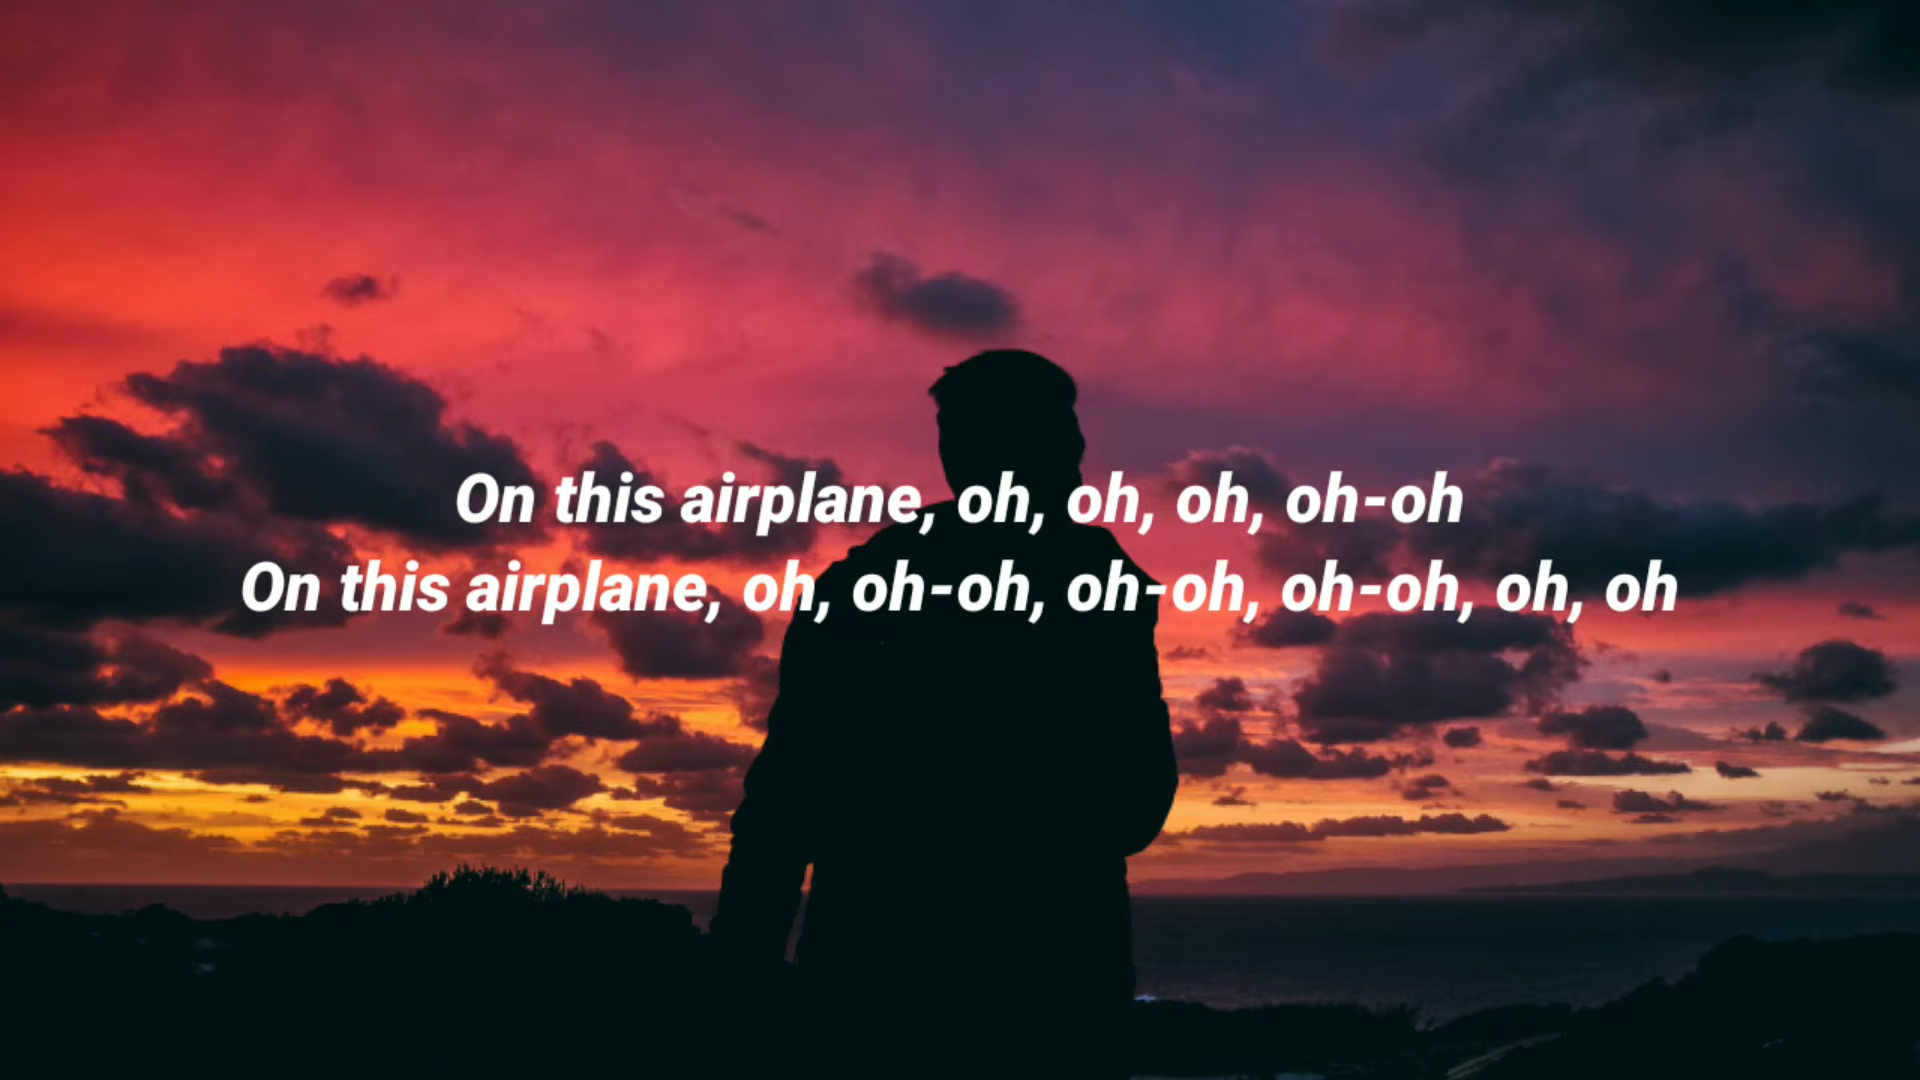 On this airplane, oh, oh, oh, oh-oh
On this airplane, oh, oh-oh, oh-oh, oh-oh, oh, oh